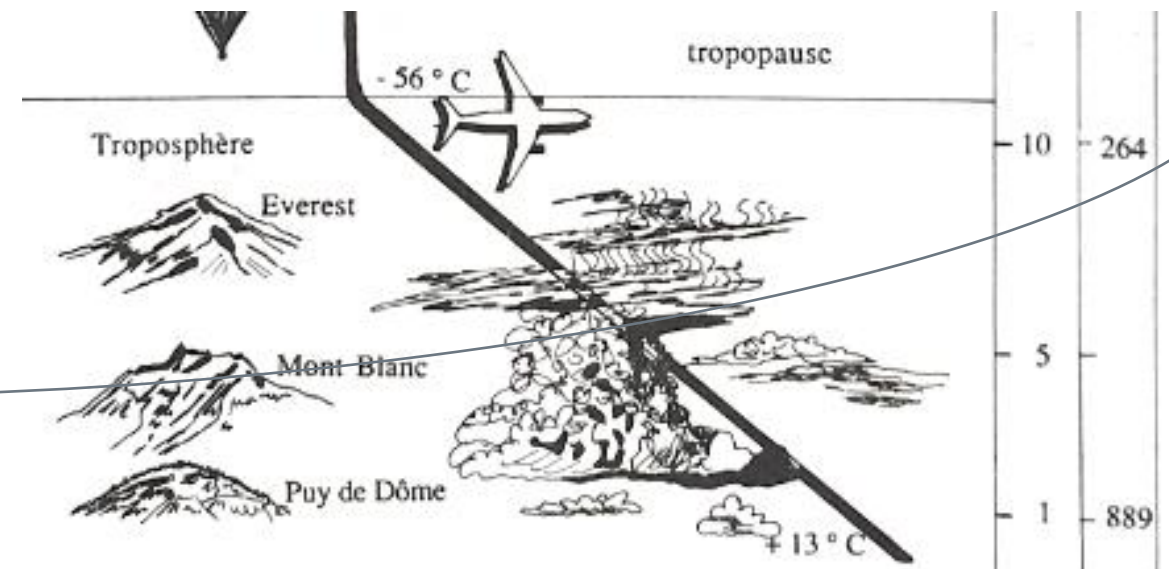 tropopause
- 56 ° C
Troposphère
10
264
Everest
Mont Blanc
5
Puy de Dôme
1
889
+ 13 ° C